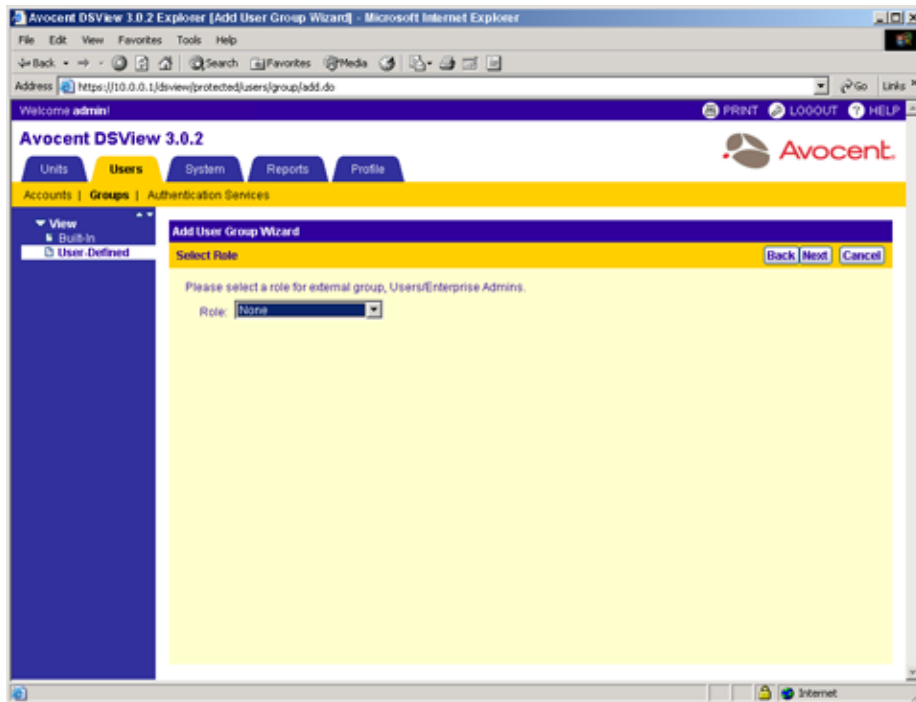 Avocent DSView 3.0.2 Explorer [Add User Group Wizard] - Microsoft Internet Explorer
File Edit View Favorites Tools Help
Back Search Favorites Media
Address https://10.0.0.1/dsview/protected/users/group/add.do Go Links »
Welcome admin! PRINT LOGOUT ? HELP
Avocent DSView 3.0.2
Avocent.
Units Users System Reports Profile
Accounts | Groups | Authentication Services
View
Built-In
User-Defined
Add User Group Wizard
Select Role Back Next Cancel
Please select a role for external group, Users/Enterprise Admins.
Role: None
Internet